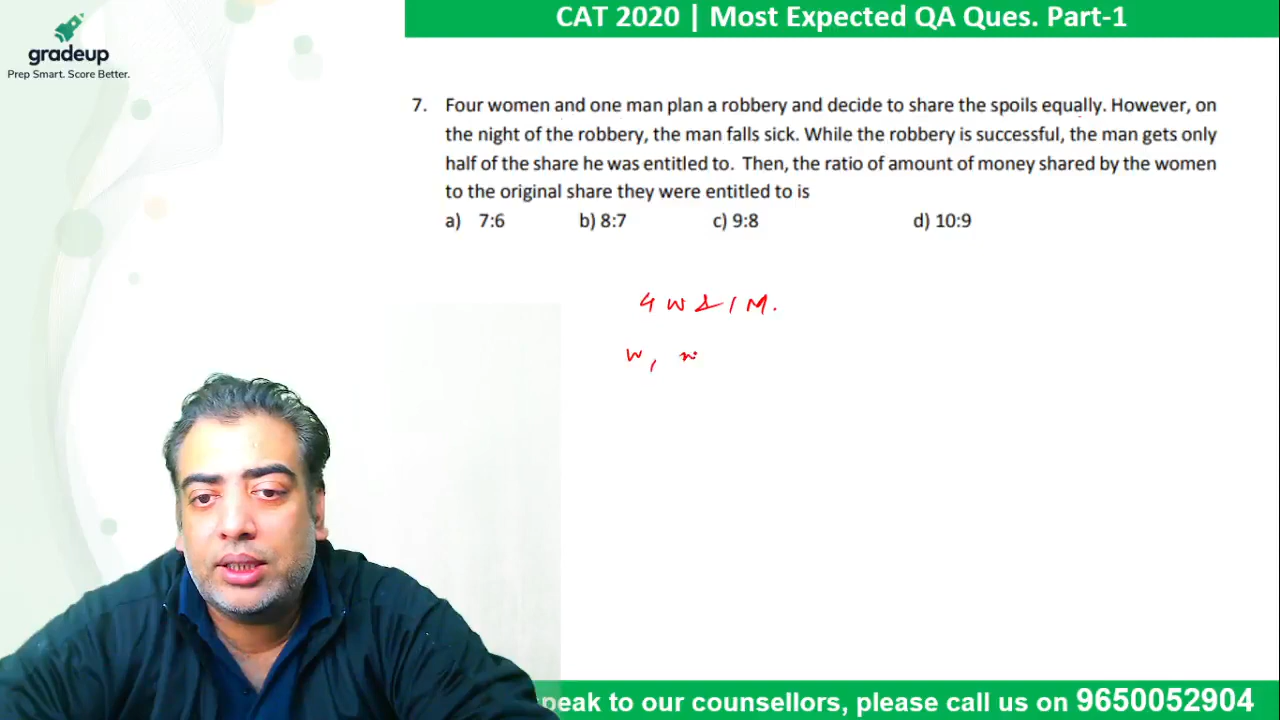 CAT 2020 | Most Expected QA Ques. Part-1
gradeup
Prep Smart. Score Better.
7. Four women and one man plan a robbery and decide to share the spoils equally. However, on
the night of the robbery, the man falls sick. While the robbery is successful, the man gets only
half of the share he was entitled to. Then, the ratio of amount of money shared by the women
to the original share they were entitled to is
a) 7:6 b) 8:7 c) 9:8 d) 10:9
4 W & 1 M.
W,
peak to our counsellors, please call us on 9650052904